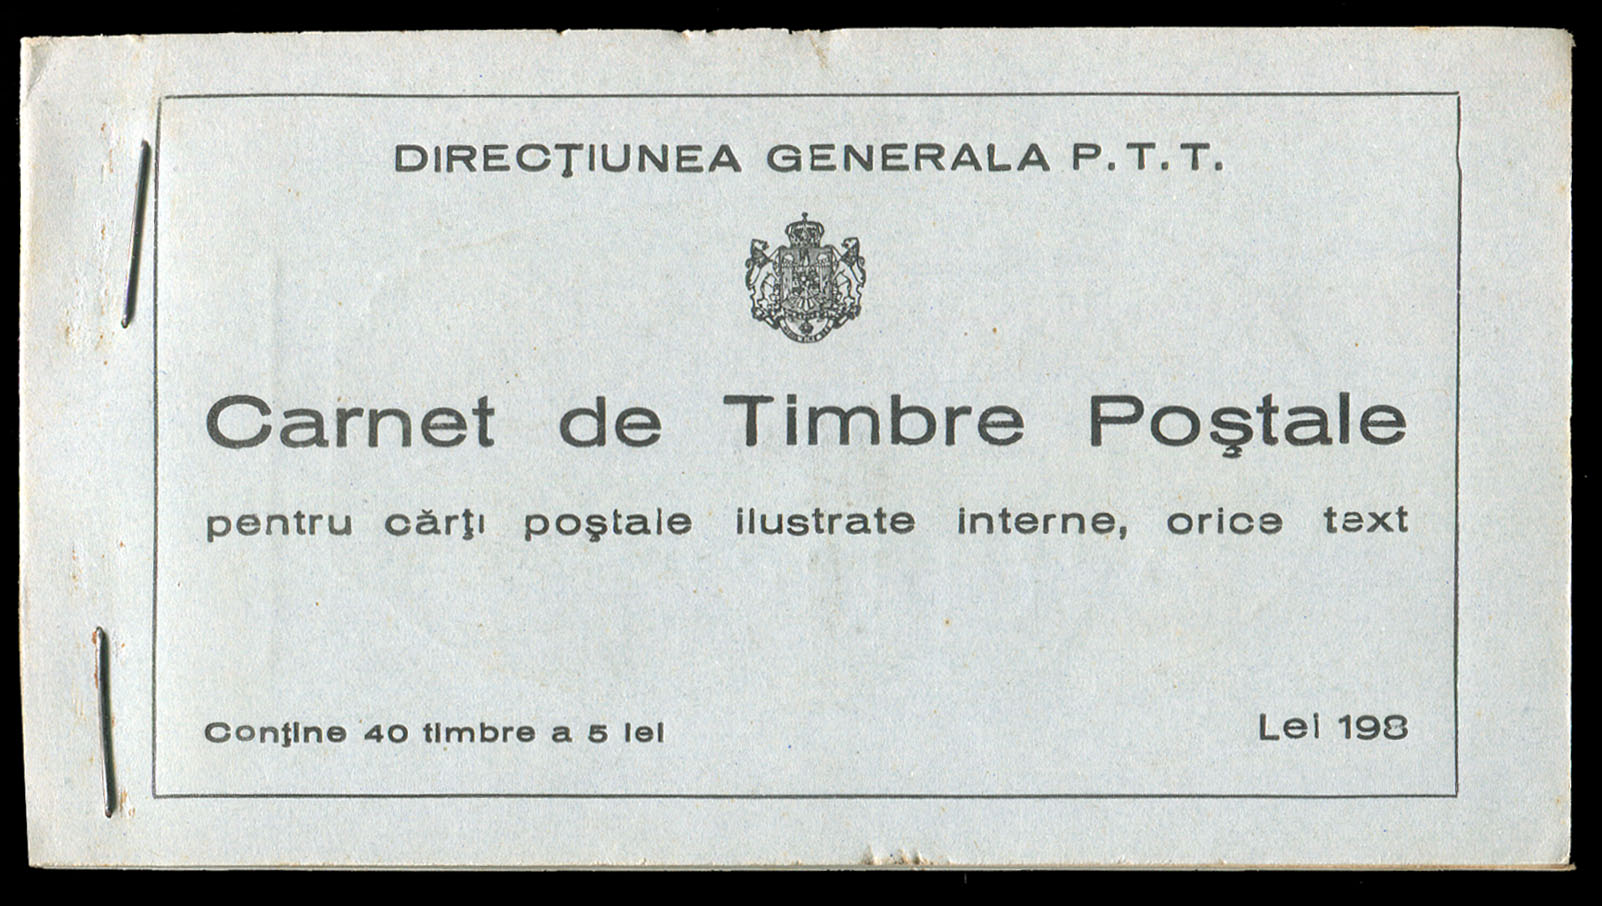 DIRECŢIUNEA GENERALA P.T.T.
Carnet de Timbre Poştale
pentru cărţi poştale ilustrate interne, orice text
Conţine 40 timbre a 5 lei
Lei 198